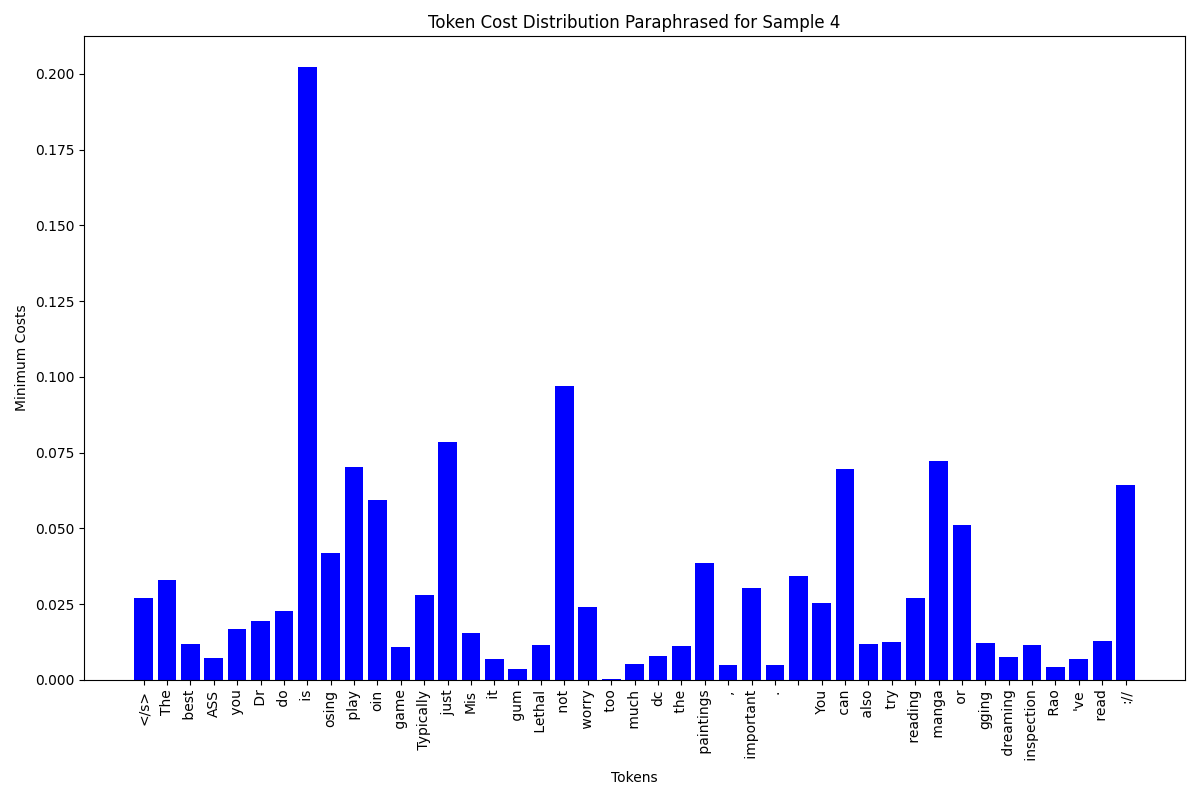 Token Cost Distribution Paraphrased for Sample 4
Minimum Costs
0.200
0.175
0.150
0.125
0.100
0.075
0.050
0.025
0.000
</s>
The
best
ASS
you
Dr
do
is
osing
play
oin
game
Typically
just
Mis
it
gum
Lethal
not
worry
too
much
dc
the
paintings
,
important
.
You
can
also
try
reading
manga
or
gging
dreaming
inspection
Rao
've
read
://
Tokens